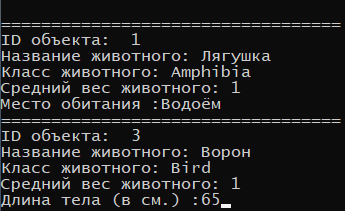 ==================================
ID объекта:  1
Название животного: Лягушка
Класс животного: Amphibia
Средний вес животного: 1
Место обитания :Водоём
==================================
ID объекта:  3
Название животного: Ворон
Класс животного: Bird
Средний вес животного: 1
Длина тела (в см.) :65